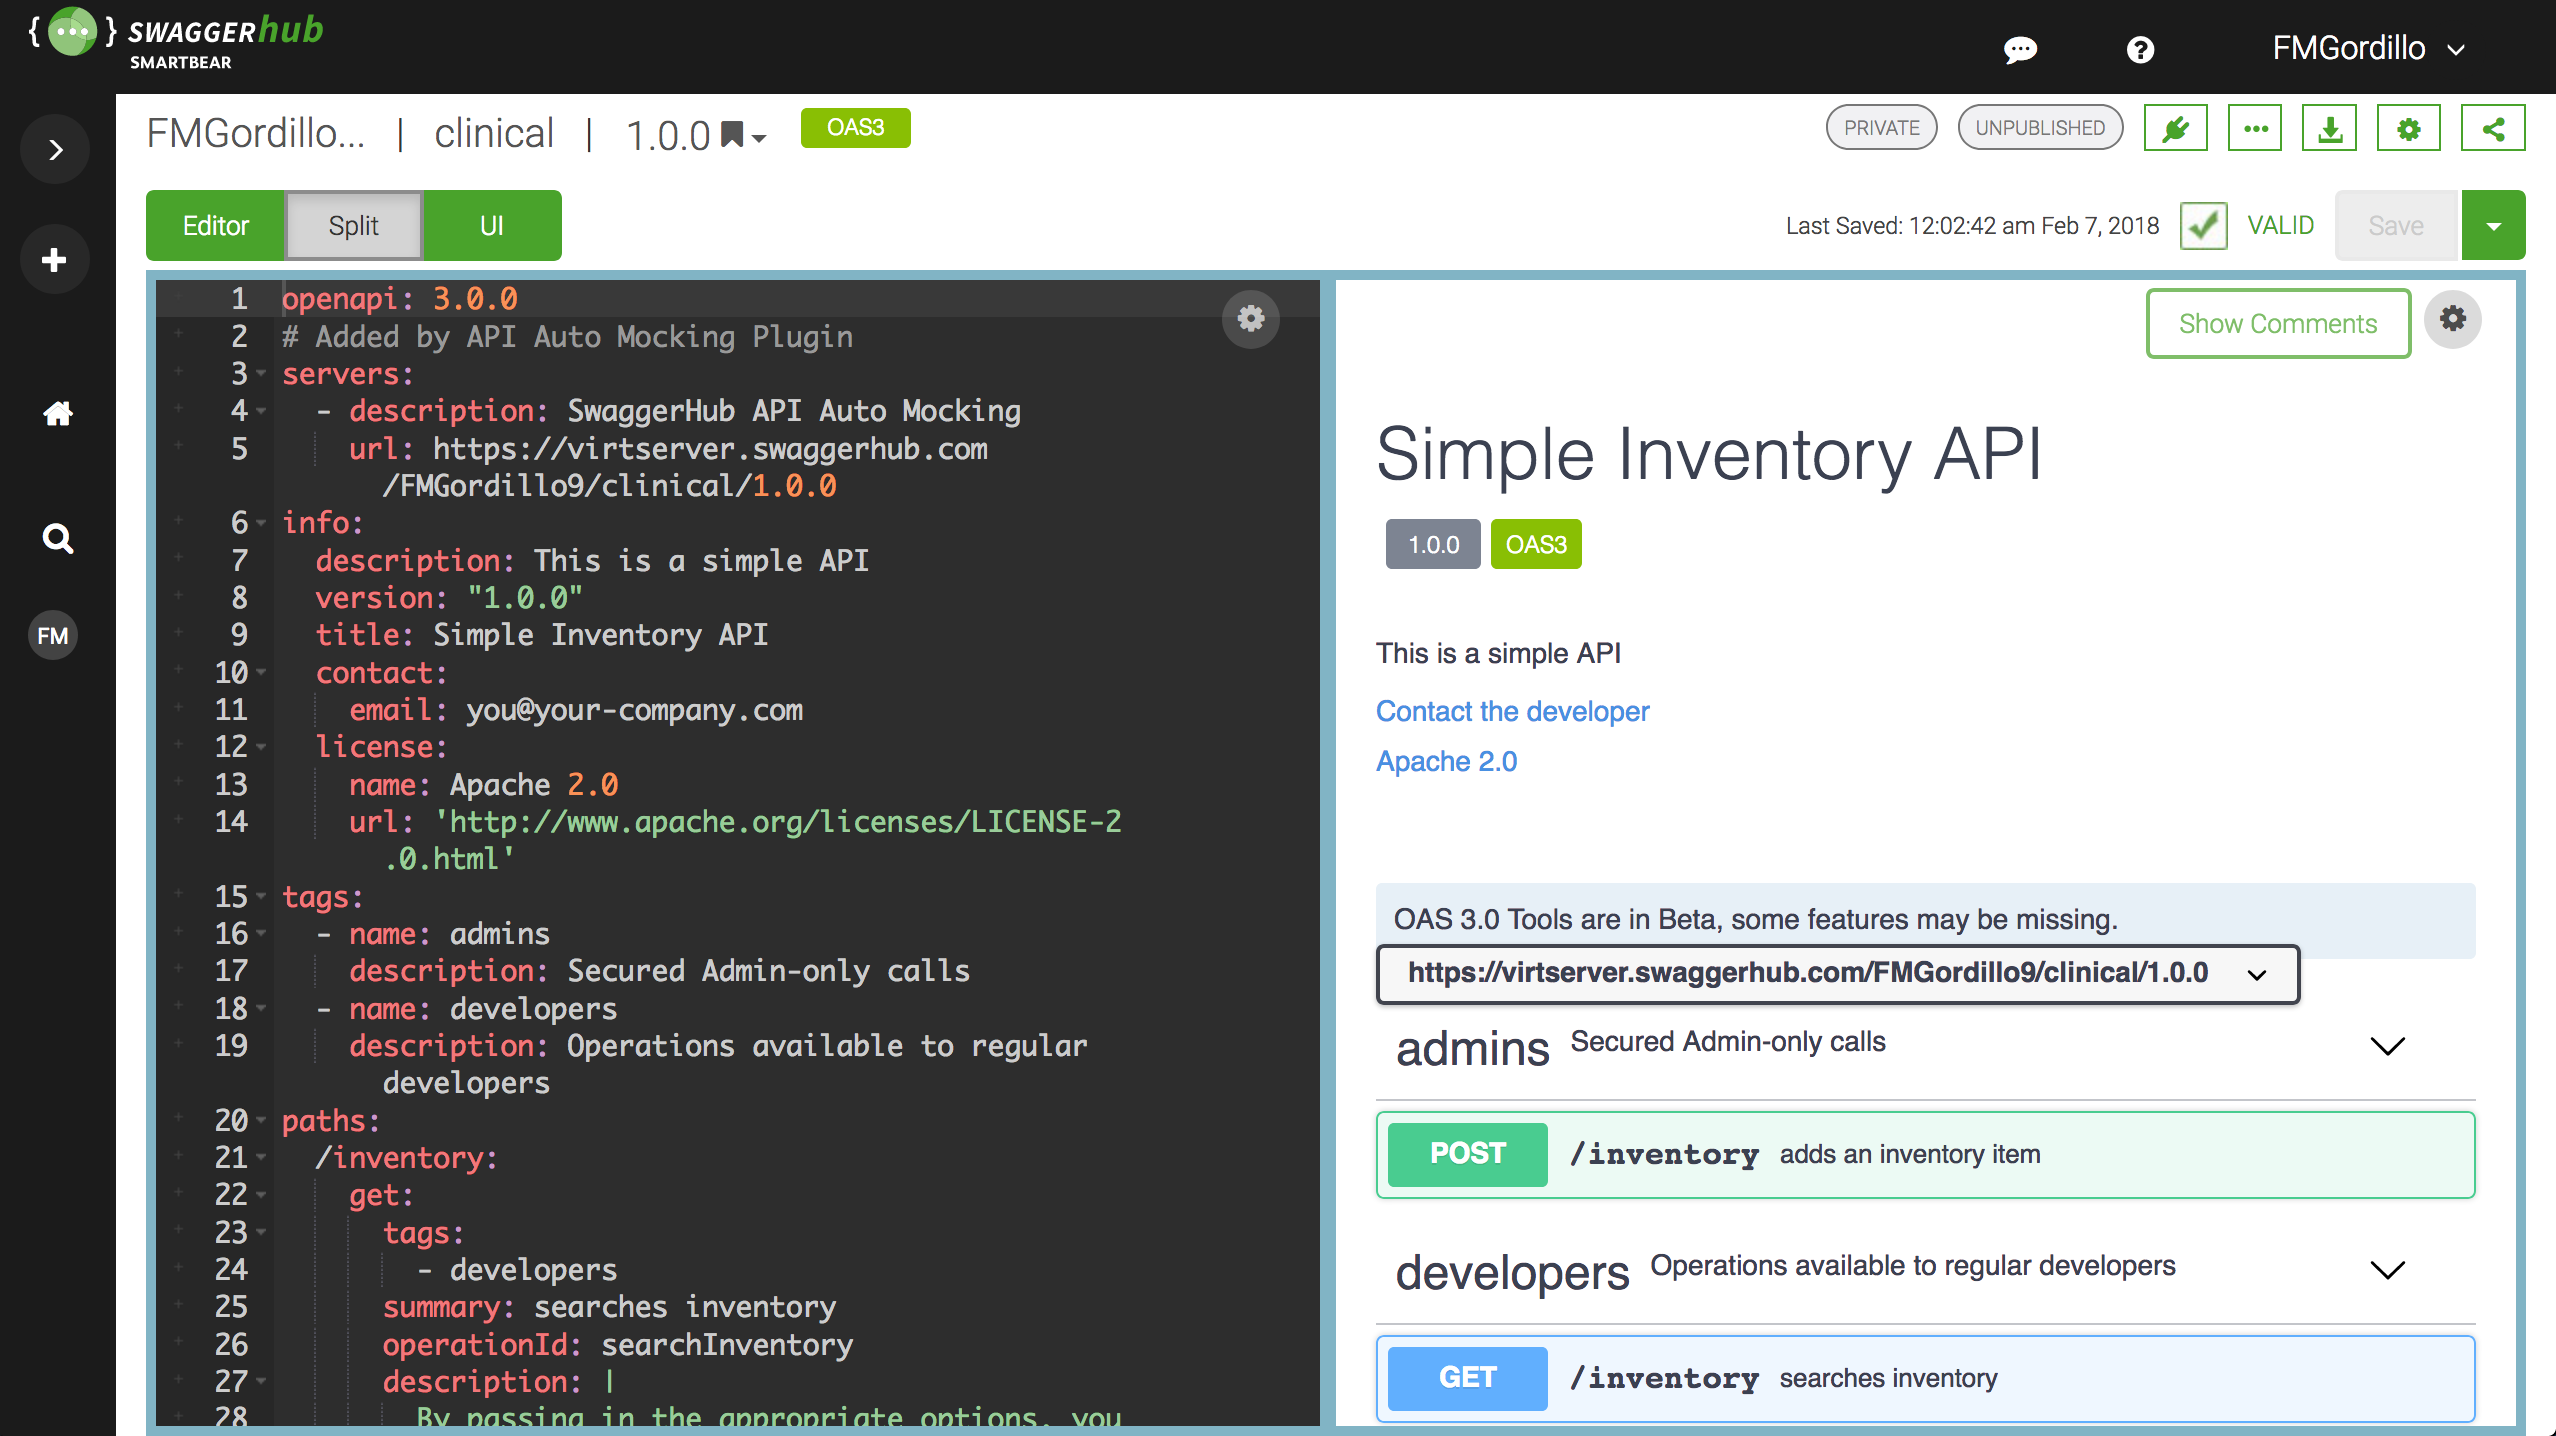 {...} SWAGGERhub
SMARTBEAR
FMGordillo
FMGordillo... | clinical | 1.0.0
OAS3
PRIVATE
UNPUBLISHED
Editor
Split
UI
Last Saved: 12:02:42 am Feb 7, 2018
VALID
Save
FM
1 openapi: 3.0.0
2 # Added by API Auto Mocking Plugin
3 servers:
4 - description: SwaggerHub API Auto Mocking
5 url: https://virtserver.swaggerhub.com
/FMGordillo9/clinical/1.0.0
6 info:
7 description: This is a simple API
8 version: "1.0.0"
9 title: Simple Inventory API
10 contact:
11 email: you@your-company.com
12 license:
13 name: Apache 2.0
14 url: 'http://www.apache.org/licenses/LICENSE-2
.0.html'
15 tags:
16 - name: admins
17 description: Secured Admin-only calls
18 - name: developers
19 description: Operations available to regular
developers
20 paths:
21 /inventory:
22 get:
23 tags:
24 - developers
25 summary: searches inventory
26 operationId: searchInventory
27 description: |
28 By passing in the appropriate options, you
Show Comments
Simple Inventory API
1.0.0
OAS3
This is a simple API
Contact the developer
Apache 2.0
OAS 3.0 Tools are in Beta, some features may be missing.
https://virtserver.swaggerhub.com/FMGordillo9/clinical/1.0.0
admins Secured Admin-only calls
POST /inventory adds an inventory item
developers Operations available to regular developers
GET /inventory searches inventory